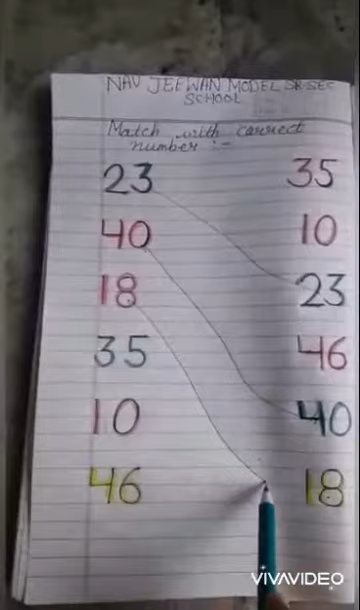 NAV JEEWAN MODEL SR.SEC
SCHOOL
Match with correct
number :-
23 35
40 10
18 23
35 46
10 40
46 18
VIVAVIDEO